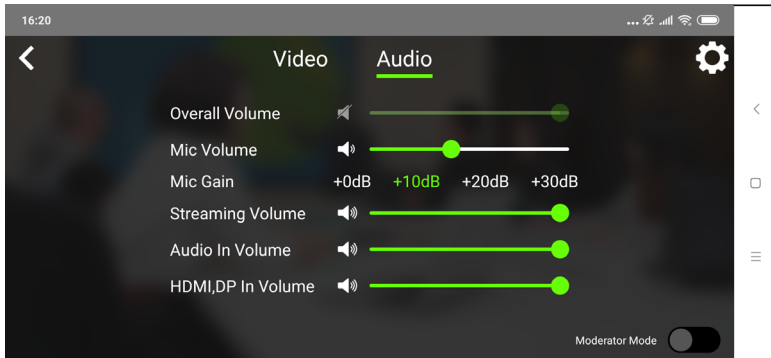 16:20
Video Audio
Overall Volume
Mic Volume
Mic Gain +0dB +10dB +20dB +30dB
Streaming Volume
Audio In Volume
HDMI,DP In Volume
Moderator Mode